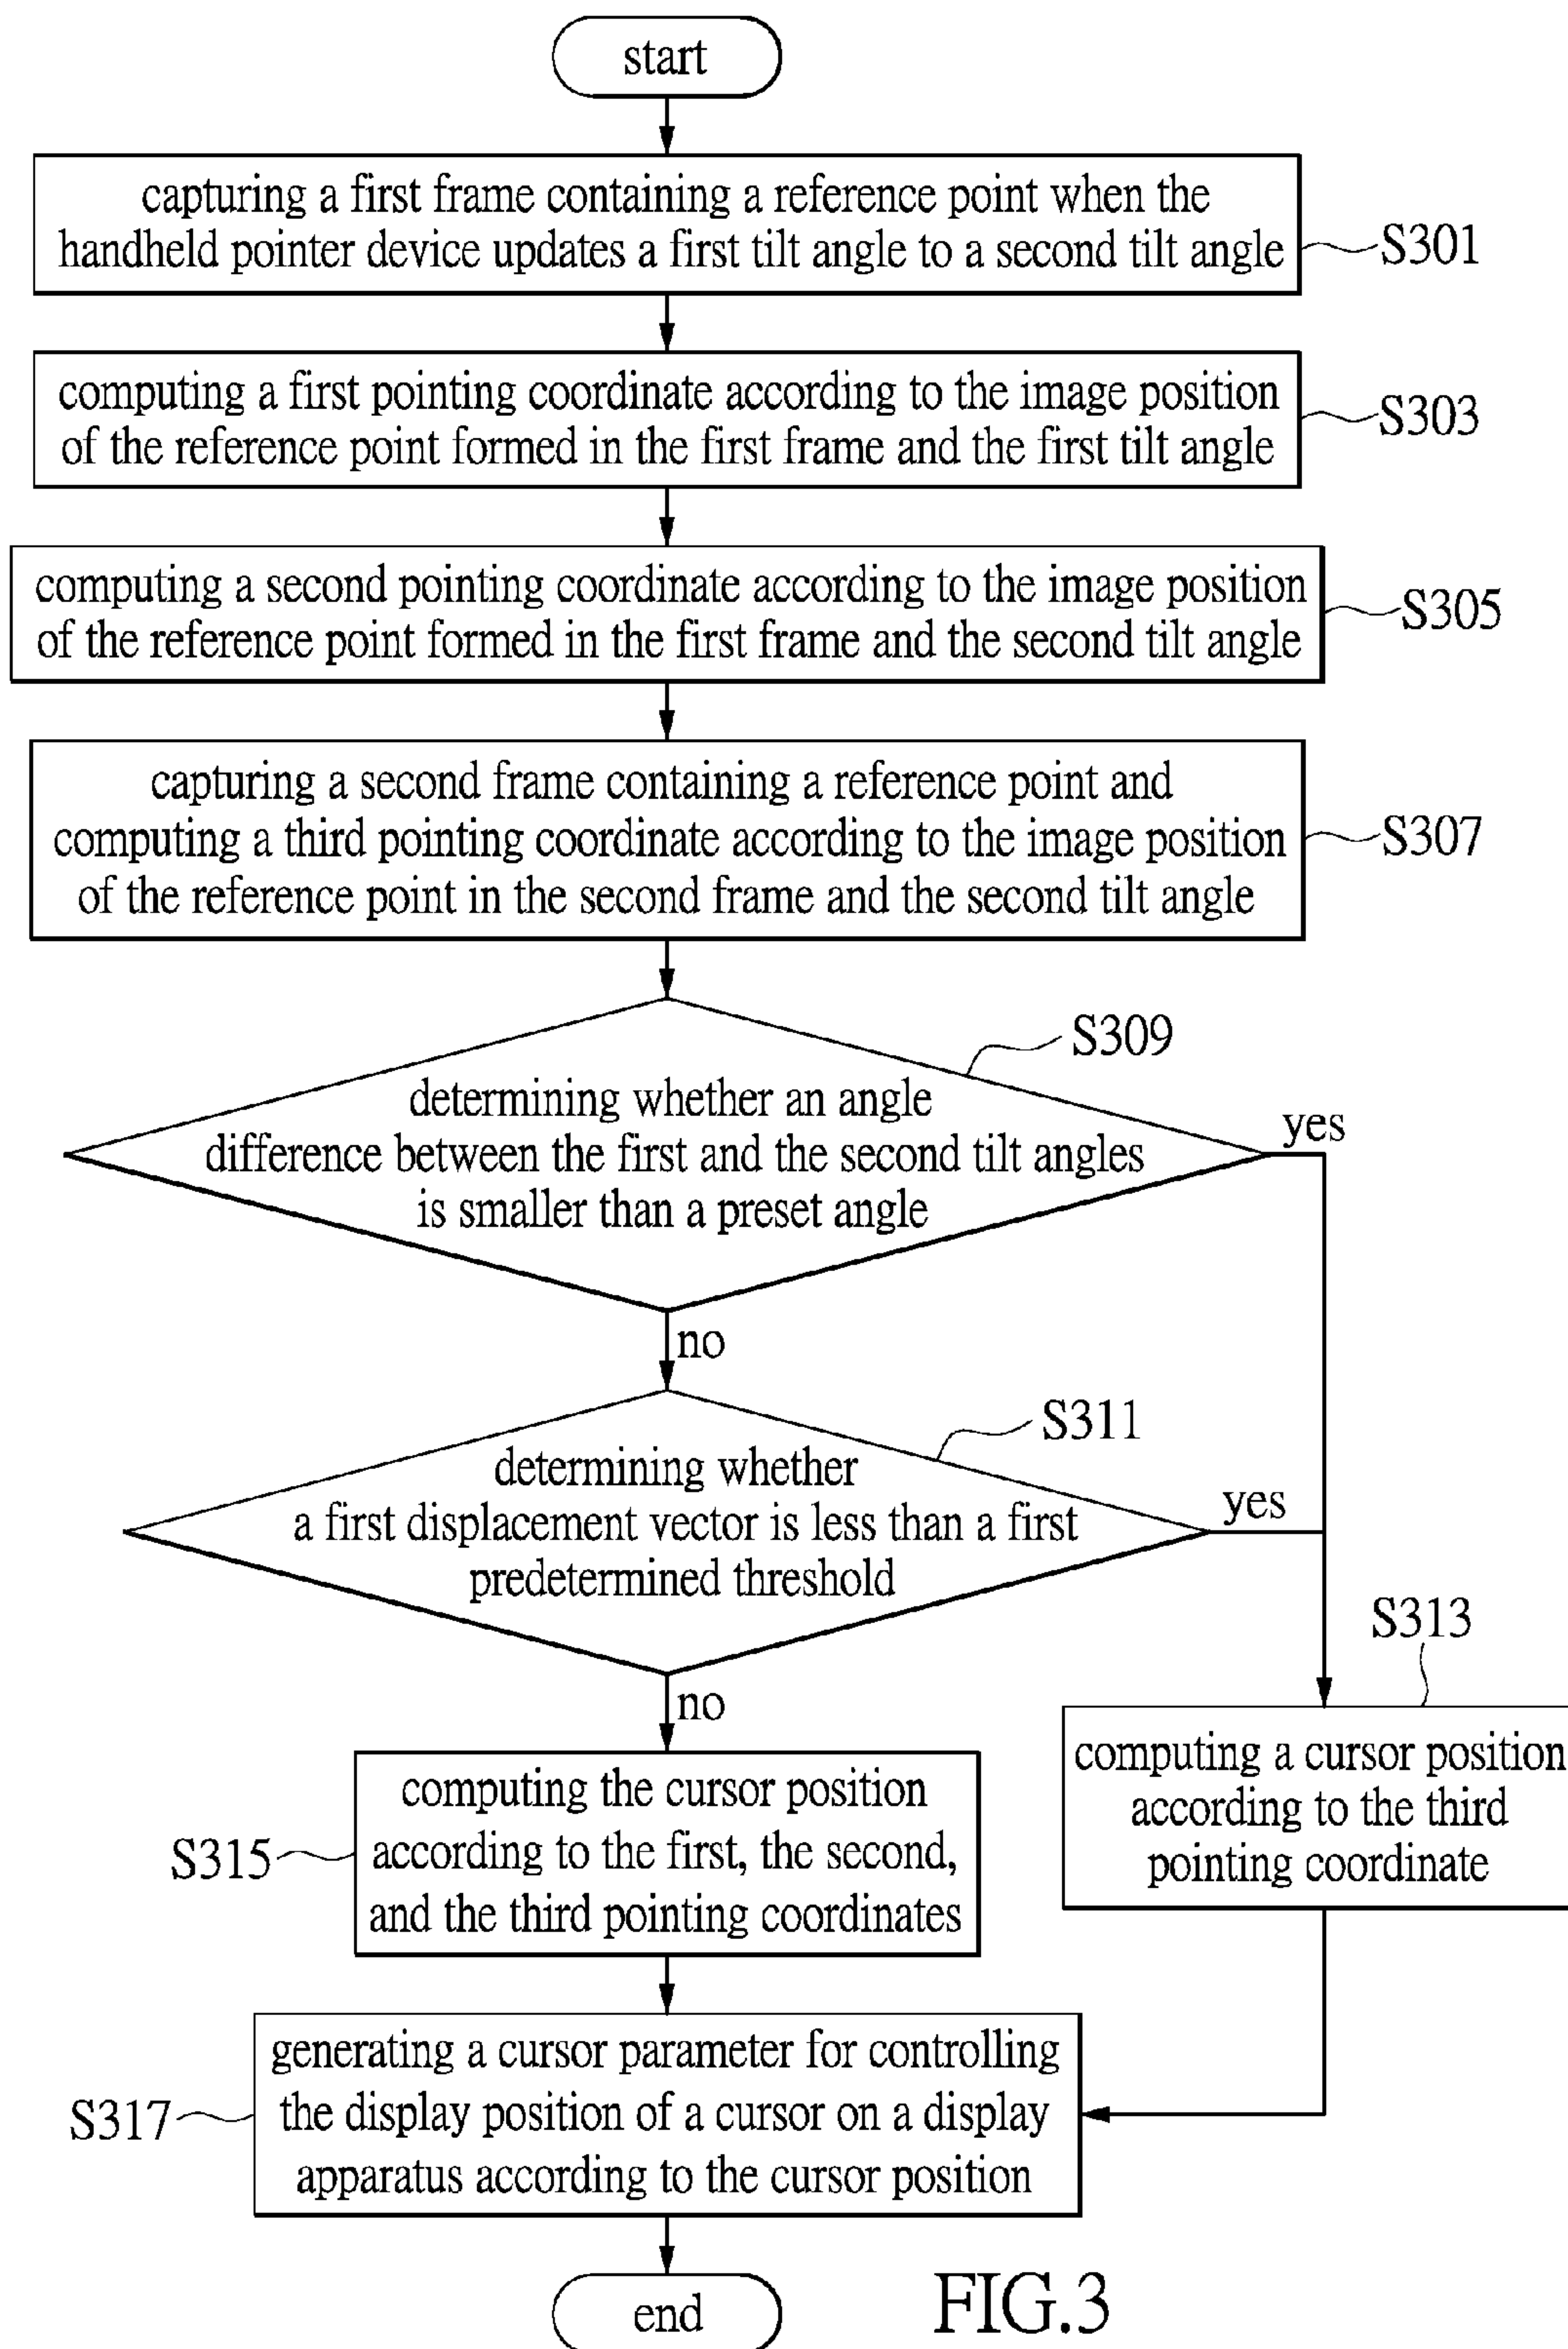 start
capturing a first frame containing a reference point when the
handheld pointer device updates a first tilt angle to a second tilt angle
S301
computing a first pointing coordinate according to the image position
of the reference point formed in the first frame and the first tilt angle
S303
computing a second pointing coordinate according to the image position
of the reference point formed in the first frame and the second tilt angle
S305
capturing a second frame containing a reference point and
computing a third pointing coordinate according to the image position
of the reference point in the second frame and the second tilt angle
S307
S309
determining whether an angle
difference between the first and the second tilt angles
is smaller than a preset angle
yes
no
S311
determining whether
a first displacement vector is less than a first
predetermined threshold
yes
no
S313
computing a cursor position
according to the third
pointing coordinate
computing the cursor position
according to the first, the second,
and the third pointing coordinates
S315
generating a cursor parameter for controlling
the display position of a cursor on a display
apparatus according to the cursor position
S317
end
FIG.3